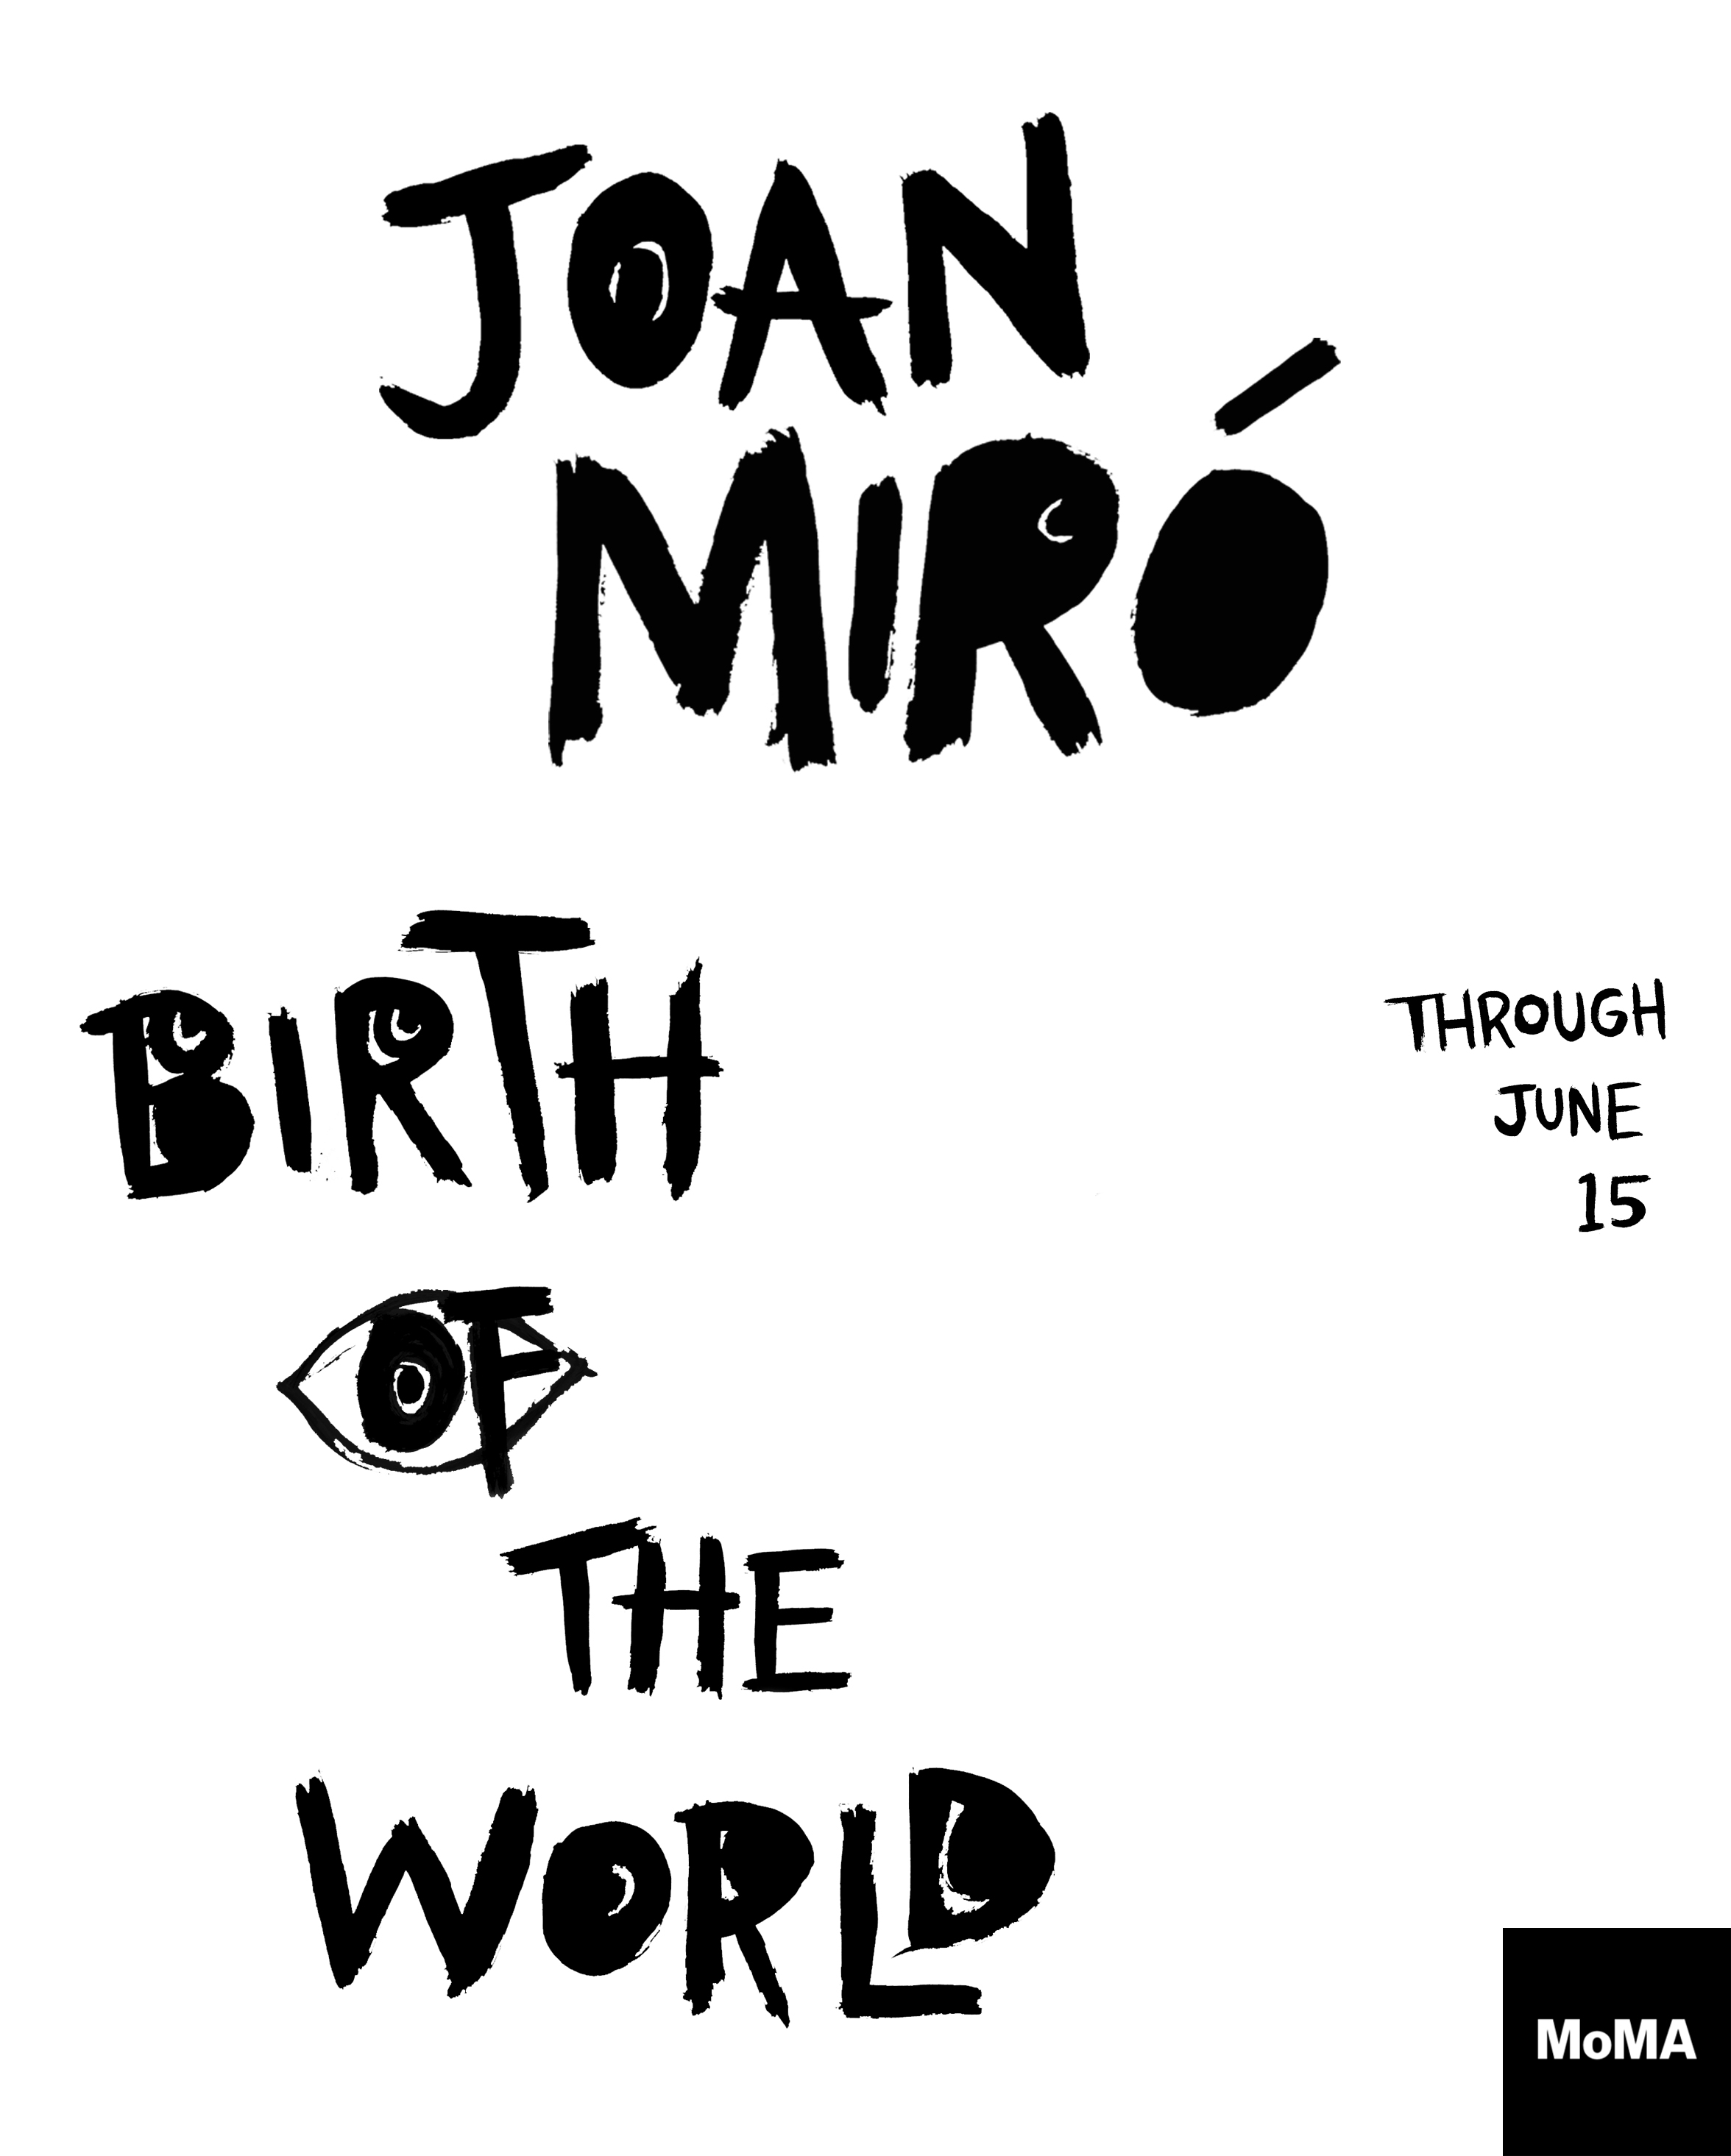 JOAN
MIRÓ
BIRTH
OF
THE
WORLD
THROUGH
JUNE
15
MoMA